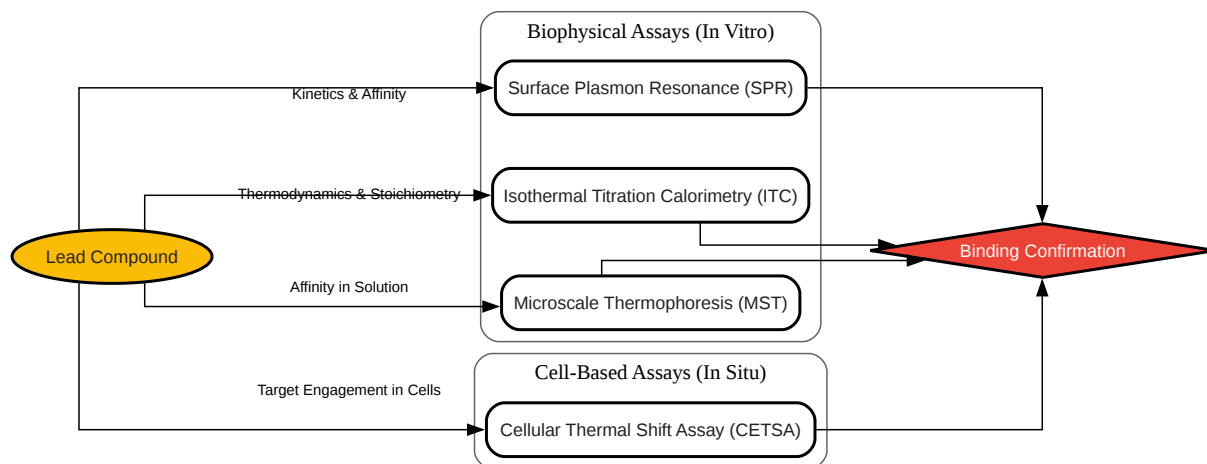 Biophysical Assays (In Vitro)
Kinetics & Affinity
Surface Plasmon Resonance (SPR)
Thermodynamics & Stoichiometry
Isothermal Titration Calorimetry (ITC)
Lead Compound
Binding Confirmation
Affinity in Solution
Microscale Thermophoresis (MST)
Cell-Based Assays (In Situ)
Target Engagement in Cells
Cellular Thermal Shift Assay (CETSA)